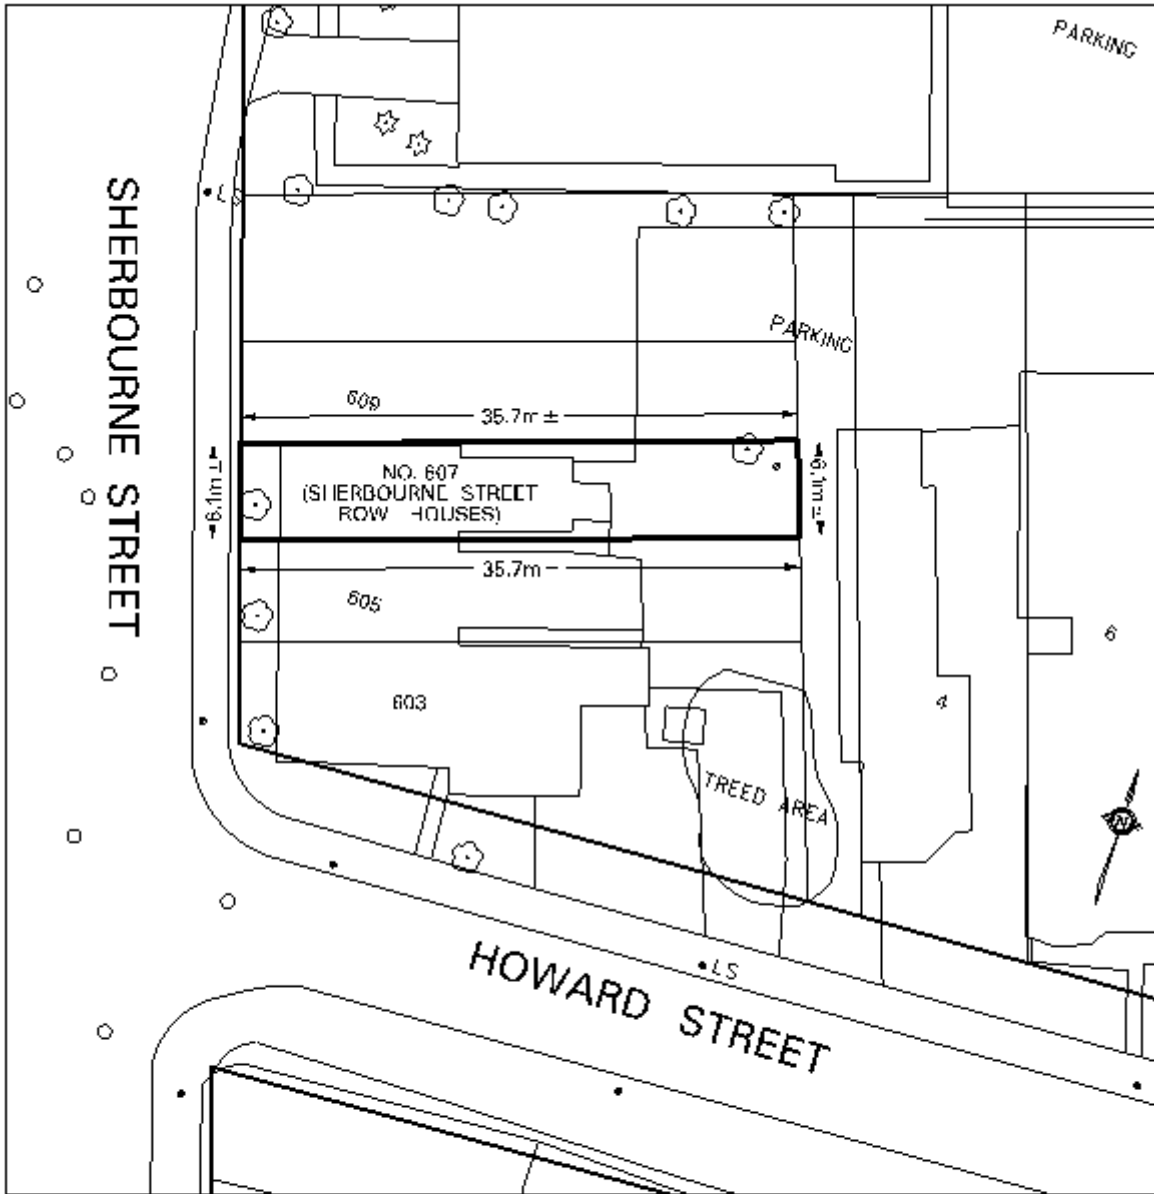 PARKING
SHERBOURNE STREET
PARKING
609
35.7m ±
6.1m ±
NO. 607
(SHERBOURNE STREET
ROW HOUSES)
6.1m ±
35.7m
605
603
6
4
TREED AREA
N
LS
HOWARD STREET